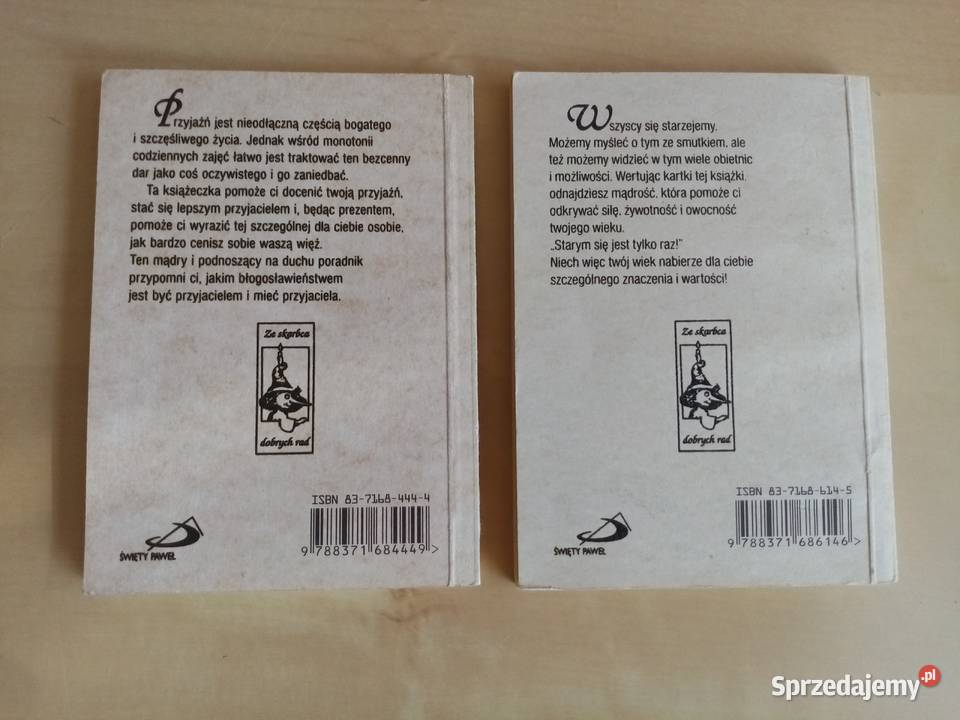 Przyjaźń jest nieodłączną częścią bogatego
i szczęśliwego życia. Jednak wśród monotonii
codziennych zajęć łatwo jest traktować ten bezcenny
dar jako coś oczywistego i go zaniedbać.
Ta książeczka pomoże ci docenić twoją przyjaźń,
stać się lepszym przyjacielem i, będąc prezentem,
pomoże ci wyrazić tej szczególnej dla ciebie osobie,
jak bardzo cenisz sobie waszą więź.
Ten mądry i podnoszący na duchu poradnik
przypomni ci, jakim błogosławieństwem
jest być przyjacielem i mieć przyjaciela.
Ze skarbca
dobrych rad
ISBN 83-7168-444-4
9 788371 684449 >
ŚWIĘTY PAWEŁ
Wszyscy się starzejemy.
Możemy myśleć o tym ze smutkiem, ale
też możemy widzieć w tym wiele obietnic
i możliwości. Wertując kartki tej książki,
odnajdziesz mądrość, która pomoże ci
odkrywać siłę, żywotność i owocność
twojego wieku.
„Starym się jest tylko raz!"
Niech więc twój wiek nabierze dla ciebie
szczególnego znaczenia i wartości!
Ze skarbca
dobrych rad
ISBN 83-7168-614-5
9 788371 686146 >
ŚWIĘTY PAWEŁ
Sprzedajemy .pl